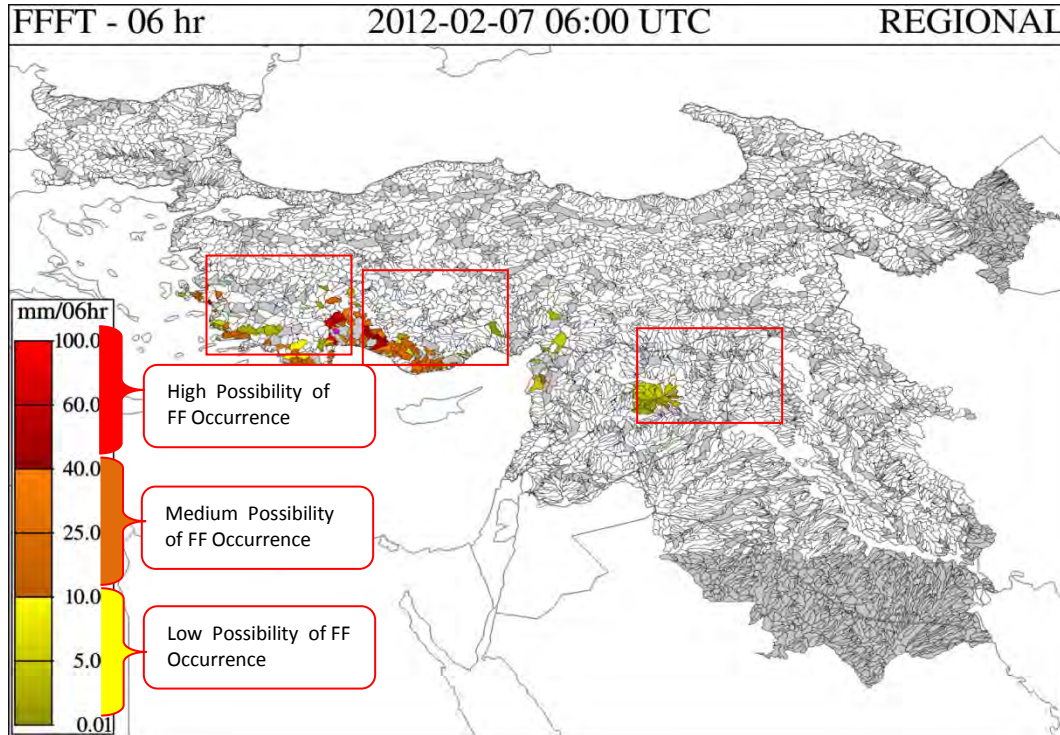 FFFT - 06 hr 2012-02-07 06:00 UTC REGIONAL
mm/06hr
100.0
60.0
40.0
25.0
10.0
5.0
0.01
High Possibility of
FF Occurrence
Medium Possibility
of FF Occurrence
Low Possibility of FF
Occurrence